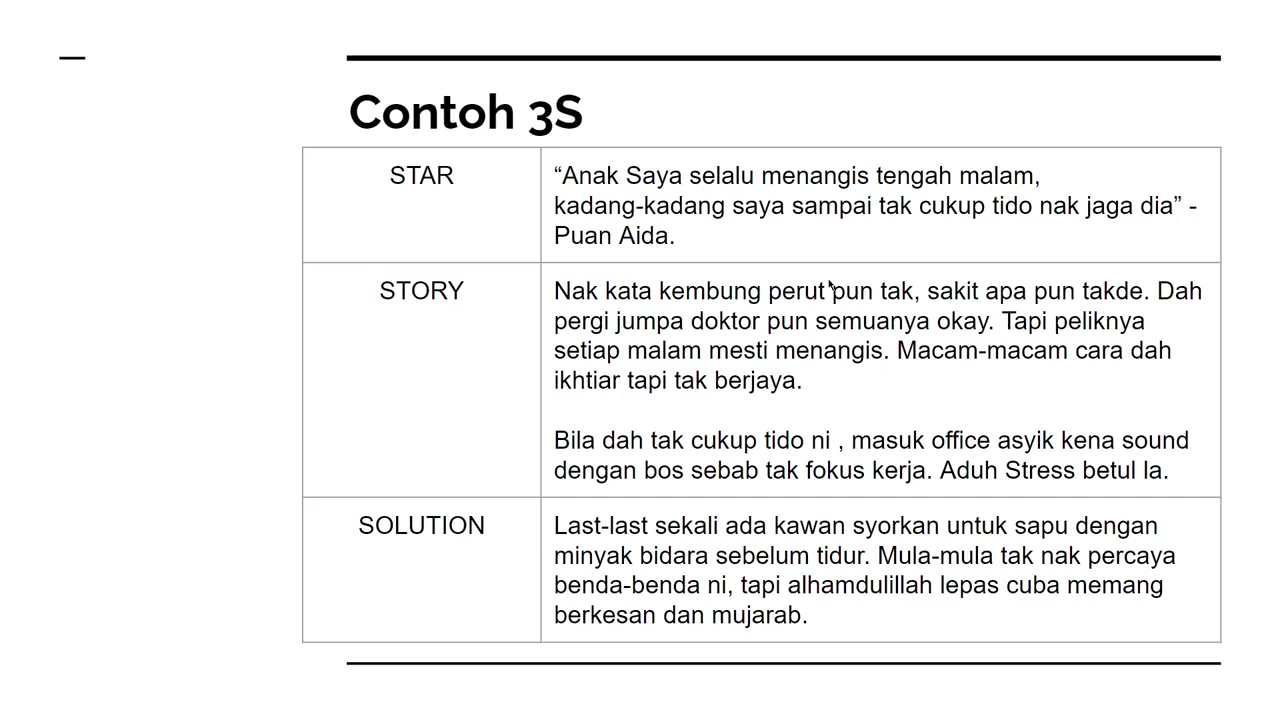 Contoh 3S
STAR
“Anak Saya selalu menangis tengah malam,
kadang-kadang saya sampai tak cukup tido nak jaga dia” -
Puan Aida.
STORY
Nak kata kembung perut pun tak, sakit apa pun takde. Dah
pergi jumpa doktor pun semuanya okay. Tapi peliknya
setiap malam mesti menangis. Macam-macam cara dah
ikhtiar tapi tak berjaya.
Bila dah tak cukup tido ni , masuk office asyik kena sound
dengan bos sebab tak fokus kerja. Aduh Stress betul la.
SOLUTION
Last-last sekali ada kawan syorkan untuk sapu dengan
minyak bidara sebelum tidur. Mula-mula tak nak percaya
benda-benda ni, tapi alhamdulillah lepas cuba memang
berkesan dan mujarab.